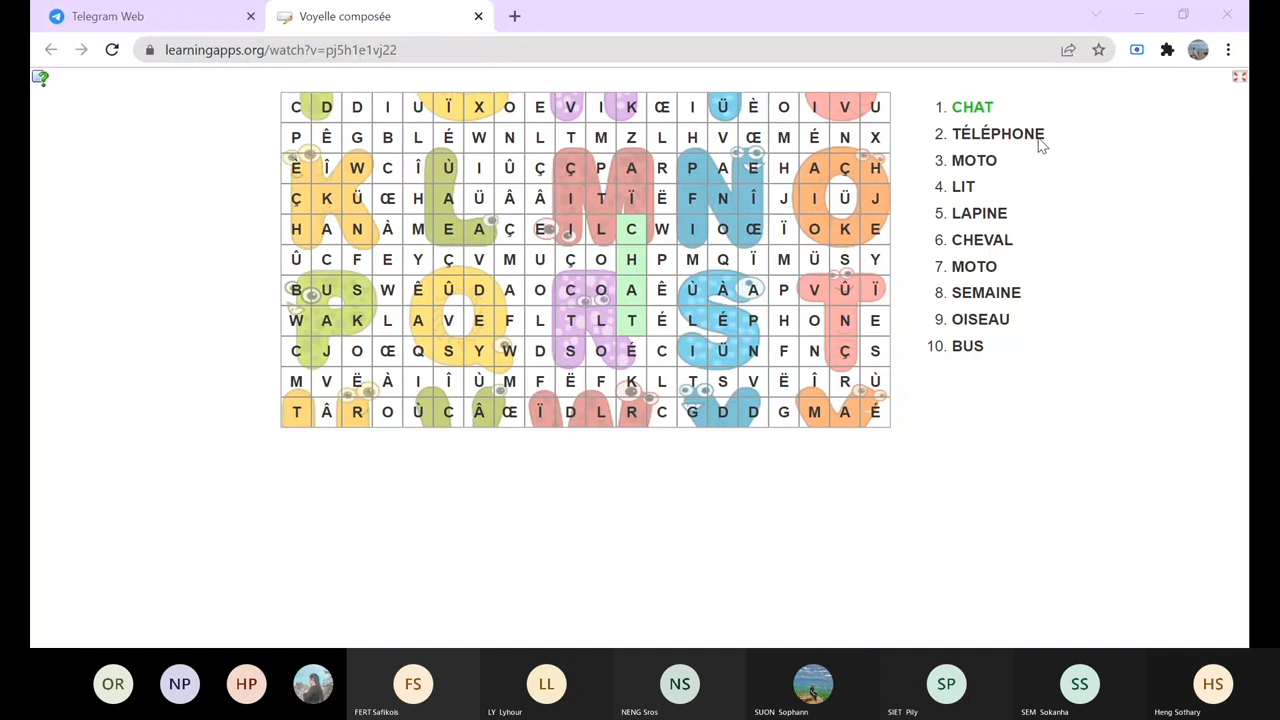 Telegram Web
Voyelle composée
learningapps.org/watch?v=pj5h1e1vj22
C D D I U Ï X O E V I K Œ I Ü È O I V U
P Ê G B L É W N L T M Z L H V Œ M É N X
È Î W C Î Ù I Û Ç Ç P A R P A E H A Ç H
Ç K Ü Œ H A Ü Â Â I T Ï Ë F N Î J I Ü J
H A N À M E A Ç E I L C W I O Œ Ï O K E
Û C F E Y Ç V M U Ç O H P M Q Ï M Ü S Y
B U S W Ê Û D A O C O A Ê Ù À A P V Û Ï
W A K L A V E F L T L T É L É P H O N E
C J O Œ Q S Y W D S O É C I Ü N F N Ç S
M V Ë À I Î Ù M F Ë F K L T S V Ë Î R Ù
T Â R O Ù C Â Œ Ï D L R C G D D G M A É
1. CHAT
2. TÉLÉPHONE
3. MOTO
4. LIT
5. LAPINE
6. CHEVAL
7. MOTO
8. SEMAINE
9. OISEAU
10. BUS
OR
NP
HP
FS
FERT Safikois
LL
LY Lyhour
NS
NENG Sros
SUON Sophann
SP
SIET Pily
SS
SEM Sokanha
HS
Heng Sothary